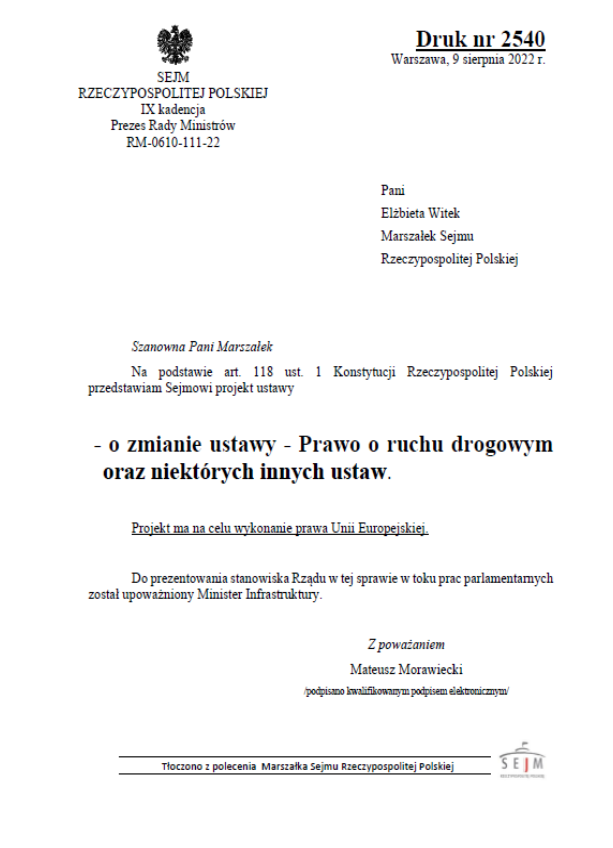 Druk nr 2540
Warszawa, 9 sierpnia 2022 r.
SEJM
RZECZYPOSPOLITEJ POLSKIEJ
IX kadencja
Prezes Rady Ministrów
RM-0610-111-22
Pani
Elżbieta Witek
Marszałek Sejmu
Rzeczypospolitej Polskiej
Szanowna Pani Marszałek
Na podstawie art. 118 ust. 1 Konstytucji Rzeczypospolitej Polskiej
przedstawiam Sejmowi projekt ustawy
- o zmianie ustawy - Prawo o ruchu drogowym
oraz niektórych innych ustaw.
Projekt ma na celu wykonanie prawa Unii Europejskiej.
Do prezentowania stanowiska Rządu w tej sprawie w toku prac parlamentarnych
został upoważniony Minister Infrastruktury.
Z poważaniem
Mateusz Morawiecki
/podpisano kwalifikowanym podpisem elektronicznym/
Tłoczono z polecenia Marszałka Sejmu Rzeczypospolitej Polskiej
SEJM